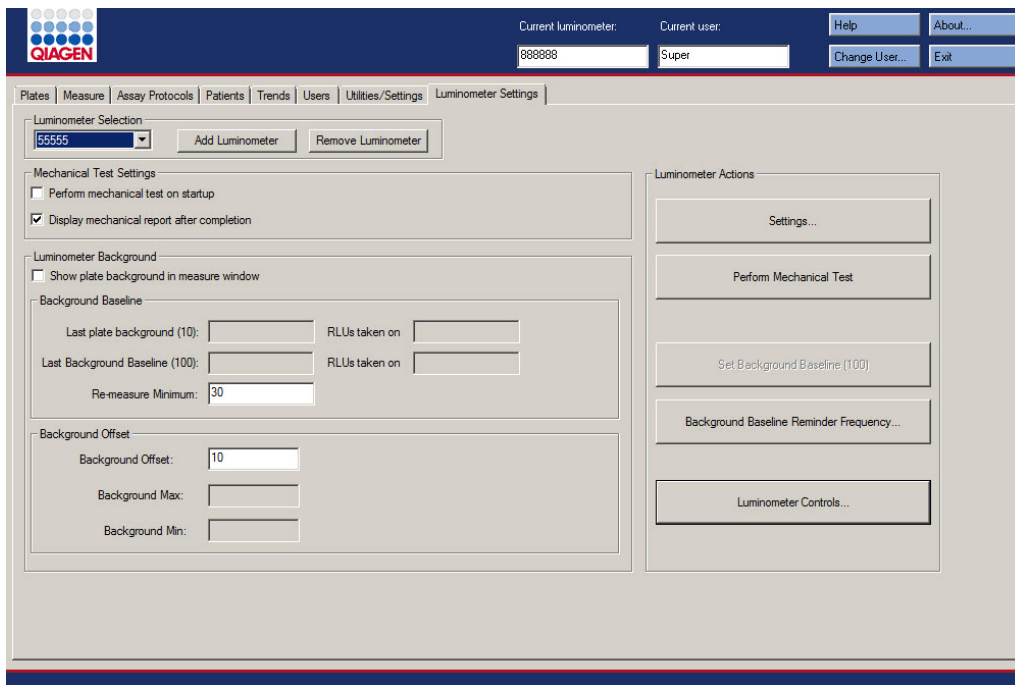 QIAGEN
Current luminometer: Current user:
888888 Super
Help About...
Change User... Exit
Plates Measure Assay Protocols Patients Trends Users Utilities/Settings Luminometer Settings
Luminometer Selection
55555 Add Luminometer Remove Luminometer
Mechanical Test Settings
Perform mechanical test on startup
Display mechanical report after completion
Luminometer Background
Show plate background in measure window
Background Baseline
Last plate background (10): RLUs taken on
Last Background Baseline (100): RLUs taken on
Re-measure Minimum: 30
Background Offset
Background Offset: 10
Background Max:
Background Min:
Luminometer Actions
Settings...
Perform Mechanical Test
Set Background Baseline (100)
Background Baseline Reminder Frequency...
Luminometer Controls...